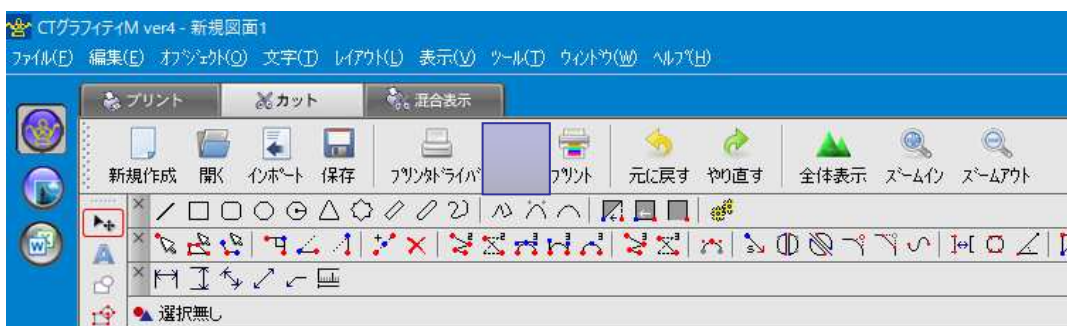 CTグラフィティM ver4 - 新規図面1
ファイル(F) 編集(E) オブジェクト(O) 文字(T) レイアウト(L) 表示(V) ツール(T) ウィンドウ(W) ヘルプ(H)
プリント カット 混合表示
新規作成 開く インポート 保存 プリンタドライバ プリント 元に戻す やり直す 全体表示 ズームイン ズームアウト
選択無し